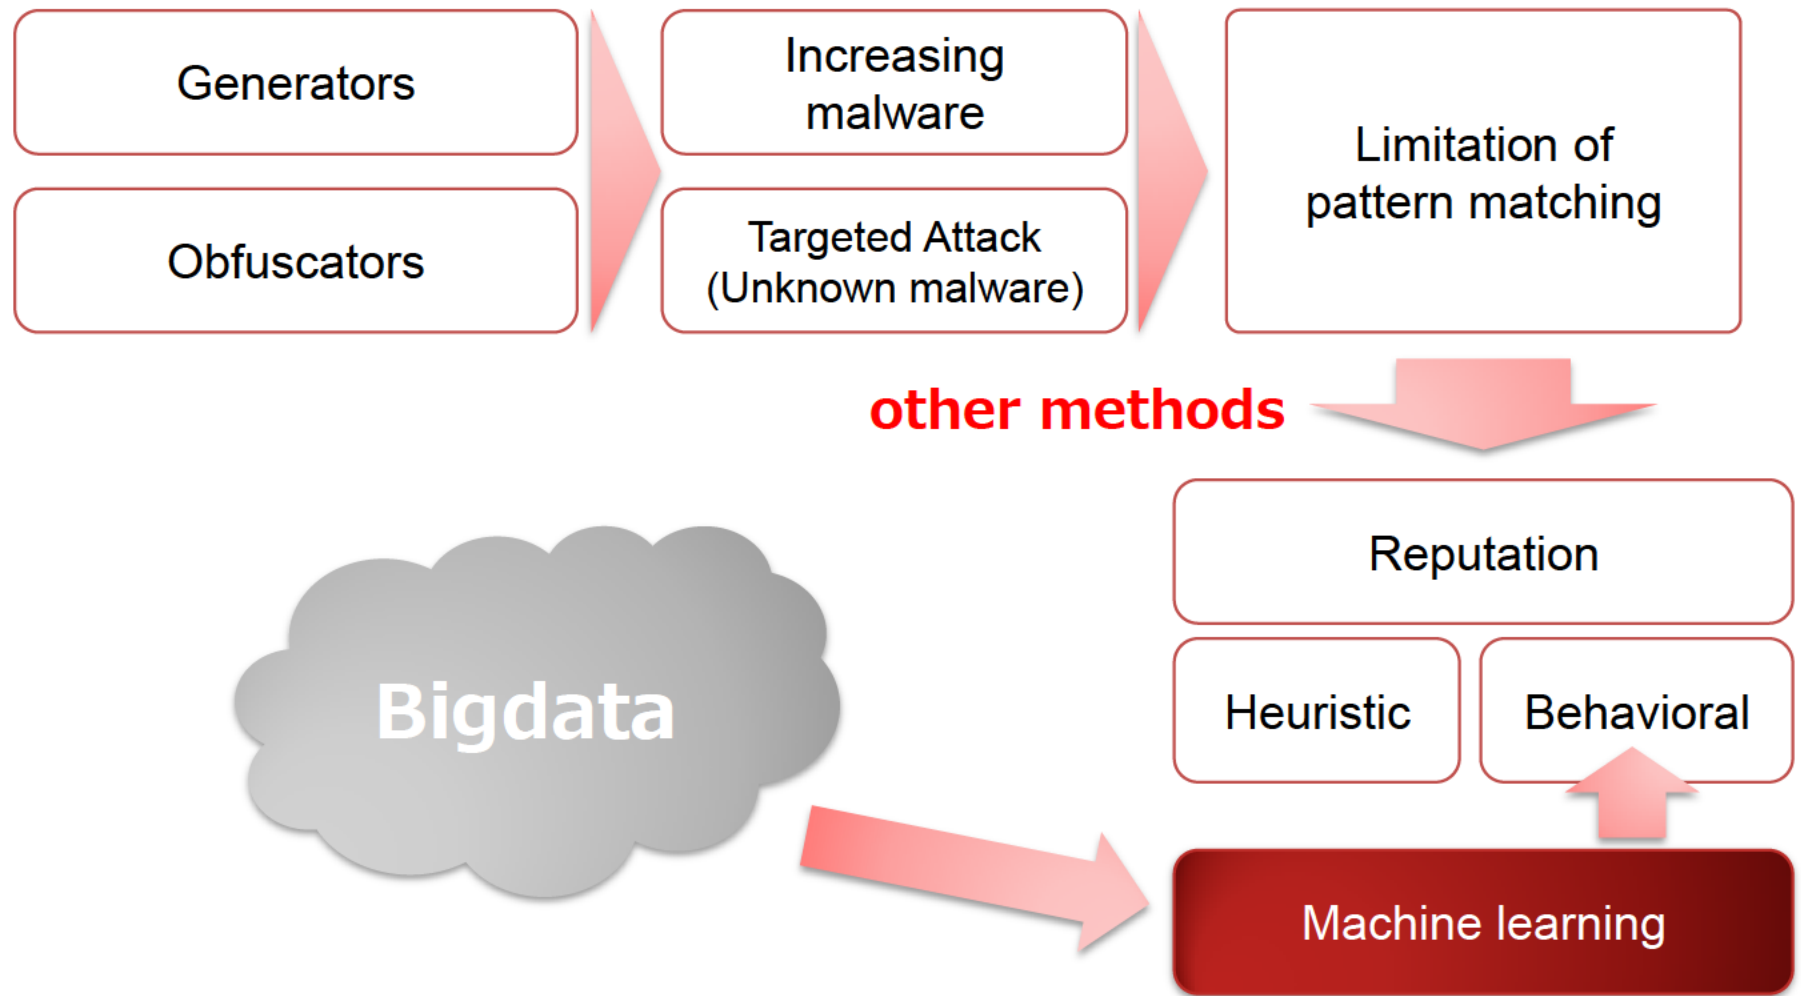 Generators
Obfuscators
Increasing
malware
Targeted Attack
(Unknown malware)
Limitation of
pattern matching
other methods
Reputation
Heuristic
Behavioral
Bigdata
Machine learning